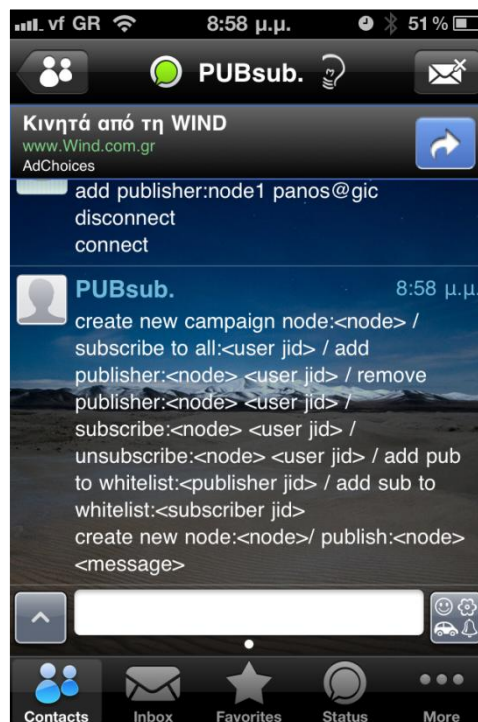 vf GR 8:58 μ.μ. 51%
PUBsub.
Κινητά από τη WIND
www.Wind.com.gr
AdChoices
add publisher:node1 panos@gic
disconnect
connect
PUBsub. 8:58 μ.μ.
create new campaign node:<node> /
subscribe to all:<user jid> / add
publisher:<node> <user jid> / remove
publisher:<node> <user jid> /
subscribe:<node> <user jid> /
unsubscribe:<node> <user jid> / add pub
to whitelist:<publisher jid> / add sub to
whitelist:<subscriber jid>
create new node:<node>/ publish:<node>
<message>
Contacts Inbox Favorites Status More